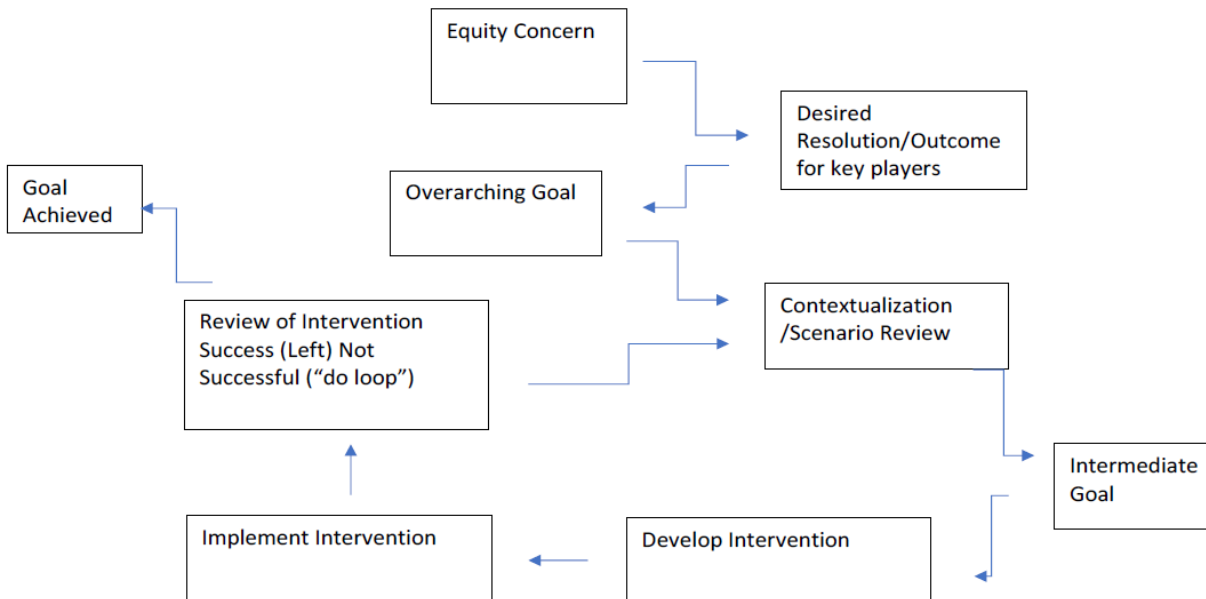 Equity Concern
Desired
Resolution/Outcome
for key players
Goal
Achieved
Overarching Goal
Contextualization
/Scenario Review
Review of Intervention
Success (Left) Not
Successful (“do loop”)
Intermediate
Goal
Implement Intervention
Develop Intervention